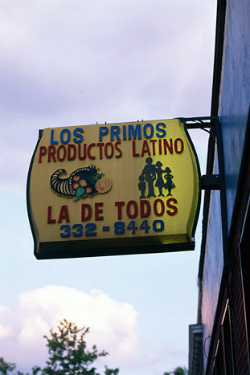 LOS PRIMOS
PRODUCTOS LATINO
LA DE TODOS
332-8440